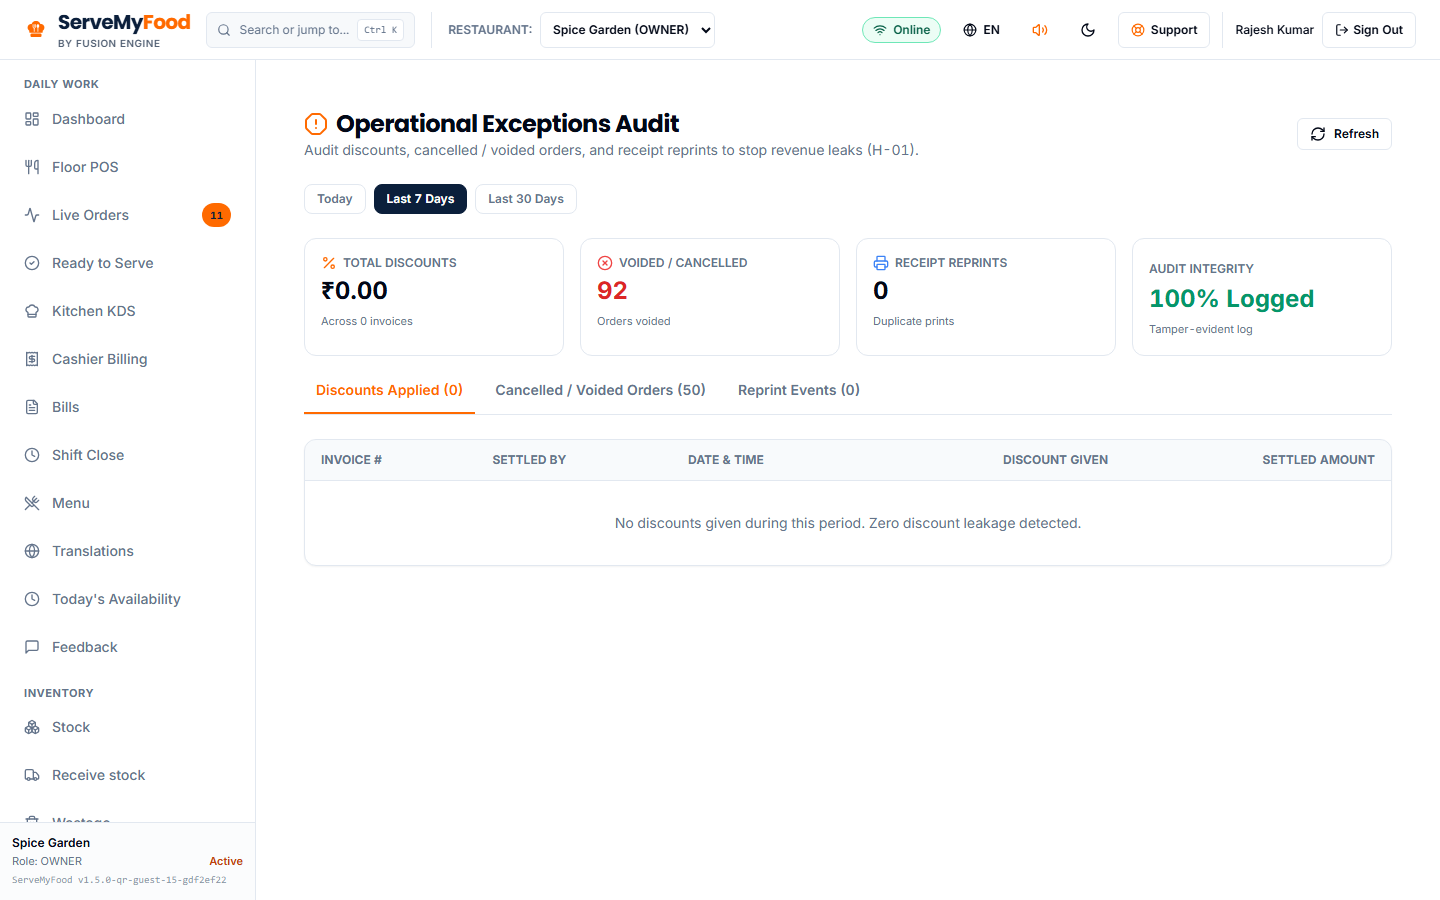 ServeMyFood
BY FUSION ENGINE
Search or jump to...
Ctrl K
RESTAURANT:
Spice Garden (OWNER)
Online
EN
Support
Rajesh Kumar
Sign Out
DAILY WORK
Dashboard
Floor POS
Live Orders
11
Ready to Serve
Kitchen KDS
Cashier Billing
Bills
Shift Close
Menu
Translations
Today's Availability
Feedback
INVENTORY
Stock
Receive stock
Wastage
Spice Garden
Role: OWNER
Active
ServeMyFood v1.5.0-qr-guest-15-gdf2ef22
Operational Exceptions Audit
Audit discounts, cancelled / voided orders, and receipt reprints to stop revenue leaks (H-01).
Refresh
Today
Last 7 Days
Last 30 Days
TOTAL DISCOUNTS
₹0.00
Across 0 invoices
VOIDED / CANCELLED
92
Orders voided
RECEIPT REPRINTS
0
Duplicate prints
AUDIT INTEGRITY
100% Logged
Tamper-evident log
Discounts Applied (0)
Cancelled / Voided Orders (50)
Reprint Events (0)
INVOICE #
SETTLED BY
DATE & TIME
DISCOUNT GIVEN
SETTLED AMOUNT
No discounts given during this period. Zero discount leakage detected.